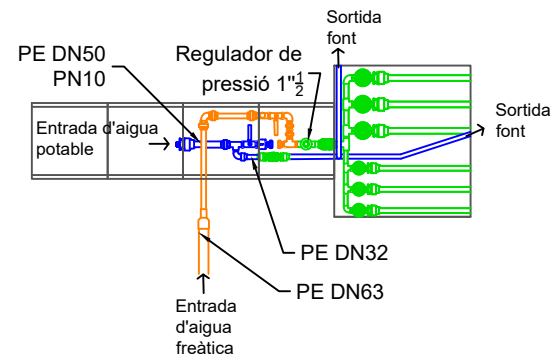 Sortida
font
PE DN50
PN10
Regulador de
pressió 1"1/2
Sortida
font
Entrada d'aigua
potable
PE DN32
PE DN63
Entrada
d'aigua
freàtica